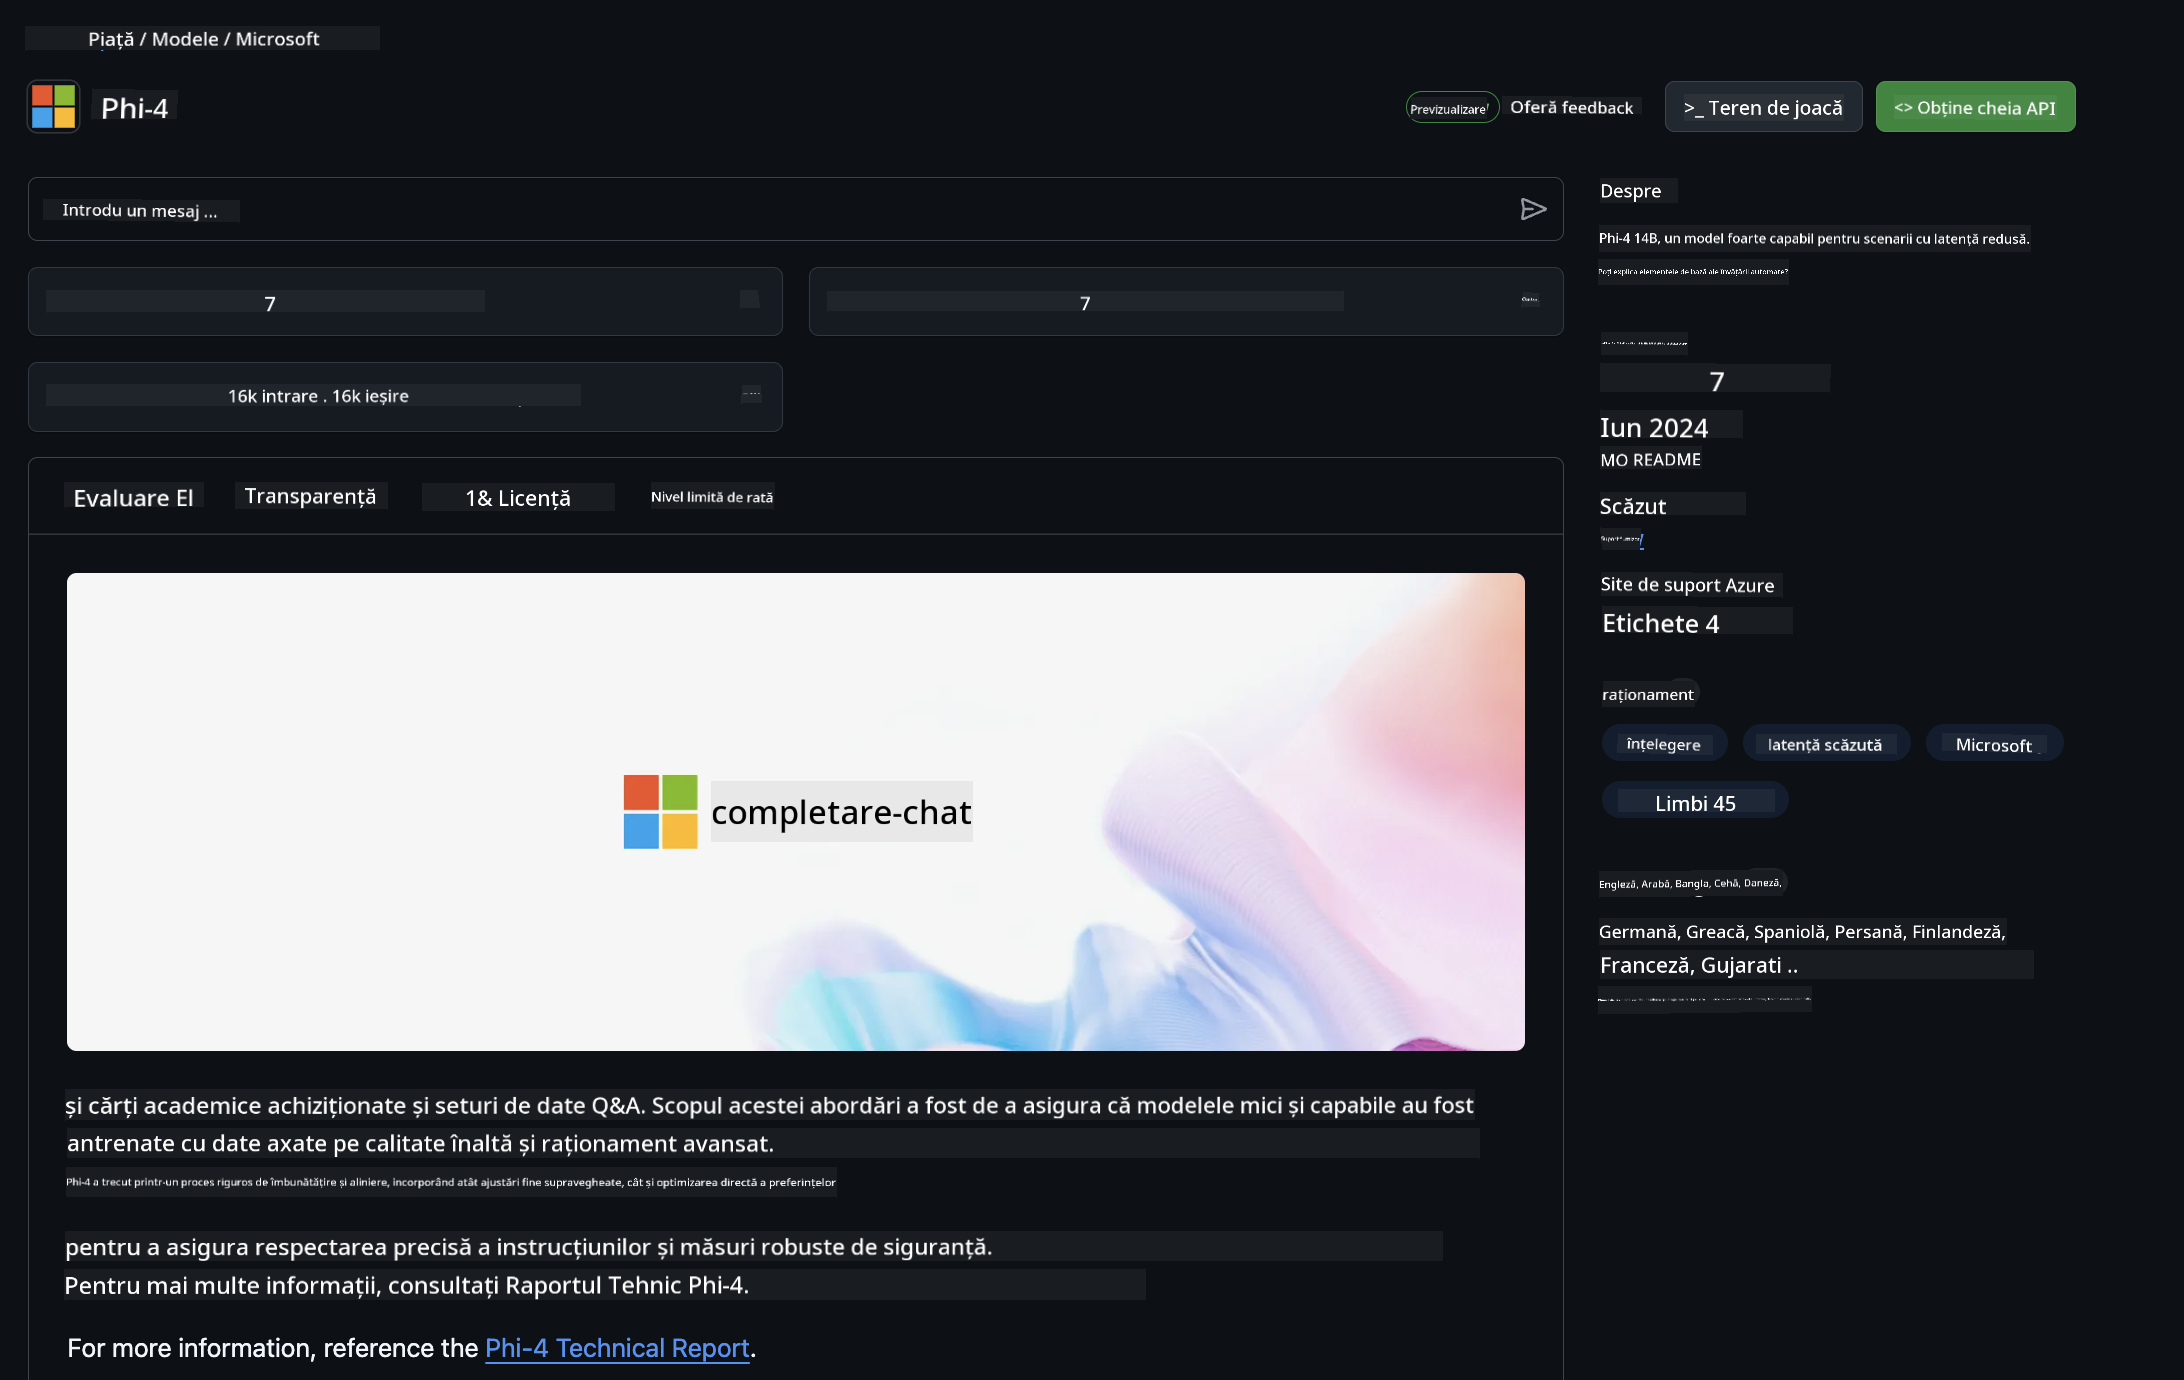 Piață / Modele / Microsoft
Phi-4
Previzualizare
Oferă feedback
>_ Teren de joacă
<> Obține cheia API
Introdu un mesaj ...
7
7
16k intrare . 16k ieșire
Evaluare El
Transparență
1& Licență
Nivel limită de rată
completare-chat
și cărți academice achiziționate și seturi de date Q&A. Scopul acestei abordări a fost de a asigura că modelele mici și capabile au fost
antrenate cu date axate pe calitate înaltă și raționament avansat.
Phi-4 a trecut printr-un proces riguros de îmbunătățire și aliniere, incorporând atât ajustări fine supravegheate, cât și optimizarea directă a preferințelor
pentru a asigura respectarea precisă a instrucțiunilor și măsuri robuste de siguranță.
Pentru mai multe informații, consultați Raportul Tehnic Phi-4.
For more information, reference the Phi-4 Technical Report.
Despre
Phi-4 14B, un model foarte capabil pentru scenarii cu latență redusă.
Poți explica elementele de bază ale învățării automate?
7
Iun 2024
MO README
Scăzut
Site de suport Azure
Etichete 4
raționament
înțelegere
latență scăzută
Microsoft
Limbi 45
Engleză, Arabă, Bangla, Cehă, Daneză,
Germană, Greacă, Spaniolă, Persană, Finlandeză,
Franceză, Gujarati ..